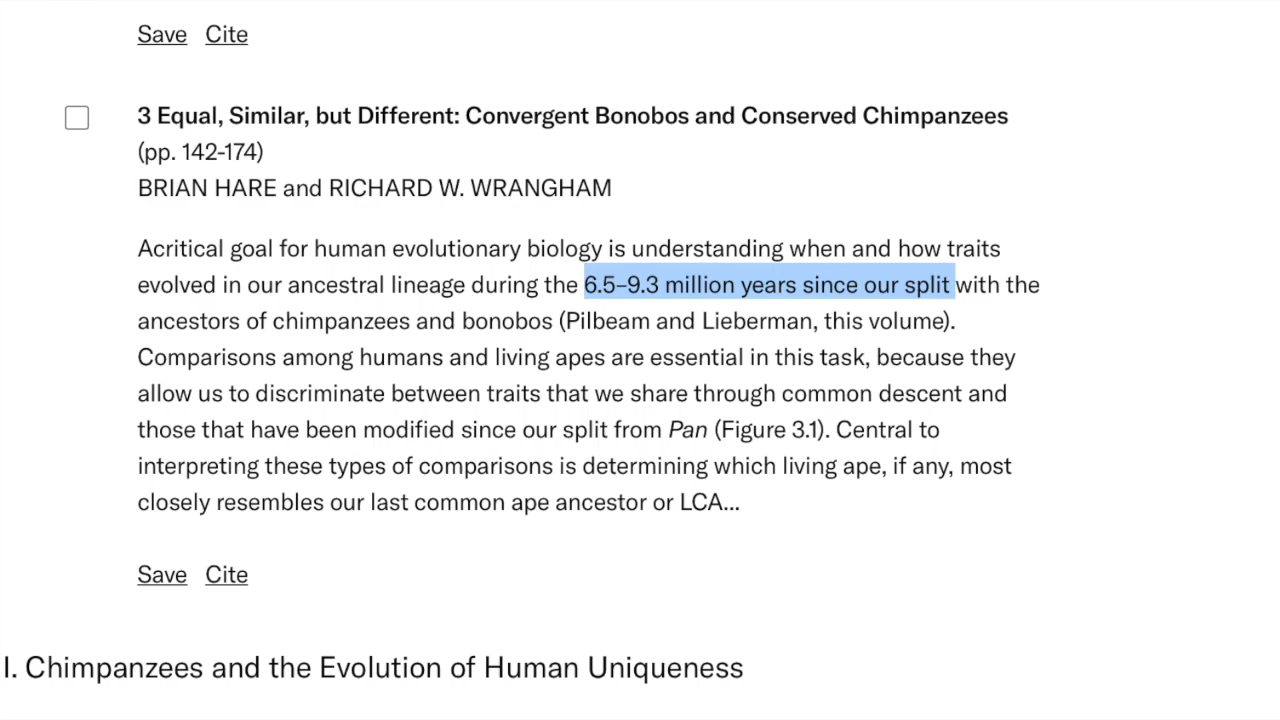 Save Cite
3 Equal, Similar, but Different: Convergent Bonobos and Conserved Chimpanzees
(pp. 142-174)
BRIAN HARE and RICHARD W. WRANGHAM
Acritical goal for human evolutionary biology is understanding when and how traits
evolved in our ancestral lineage during the 6.5–9.3 million years since our split with the
ancestors of chimpanzees and bonobos (Pilbeam and Lieberman, this volume).
Comparisons among humans and living apes are essential in this task, because they
allow us to discriminate between traits that we share through common descent and
those that have been modified since our split from Pan (Figure 3.1). Central to
interpreting these types of comparisons is determining which living ape, if any, most
closely resembles our last common ape ancestor or LCA...
Save Cite
I. Chimpanzees and the Evolution of Human Uniqueness